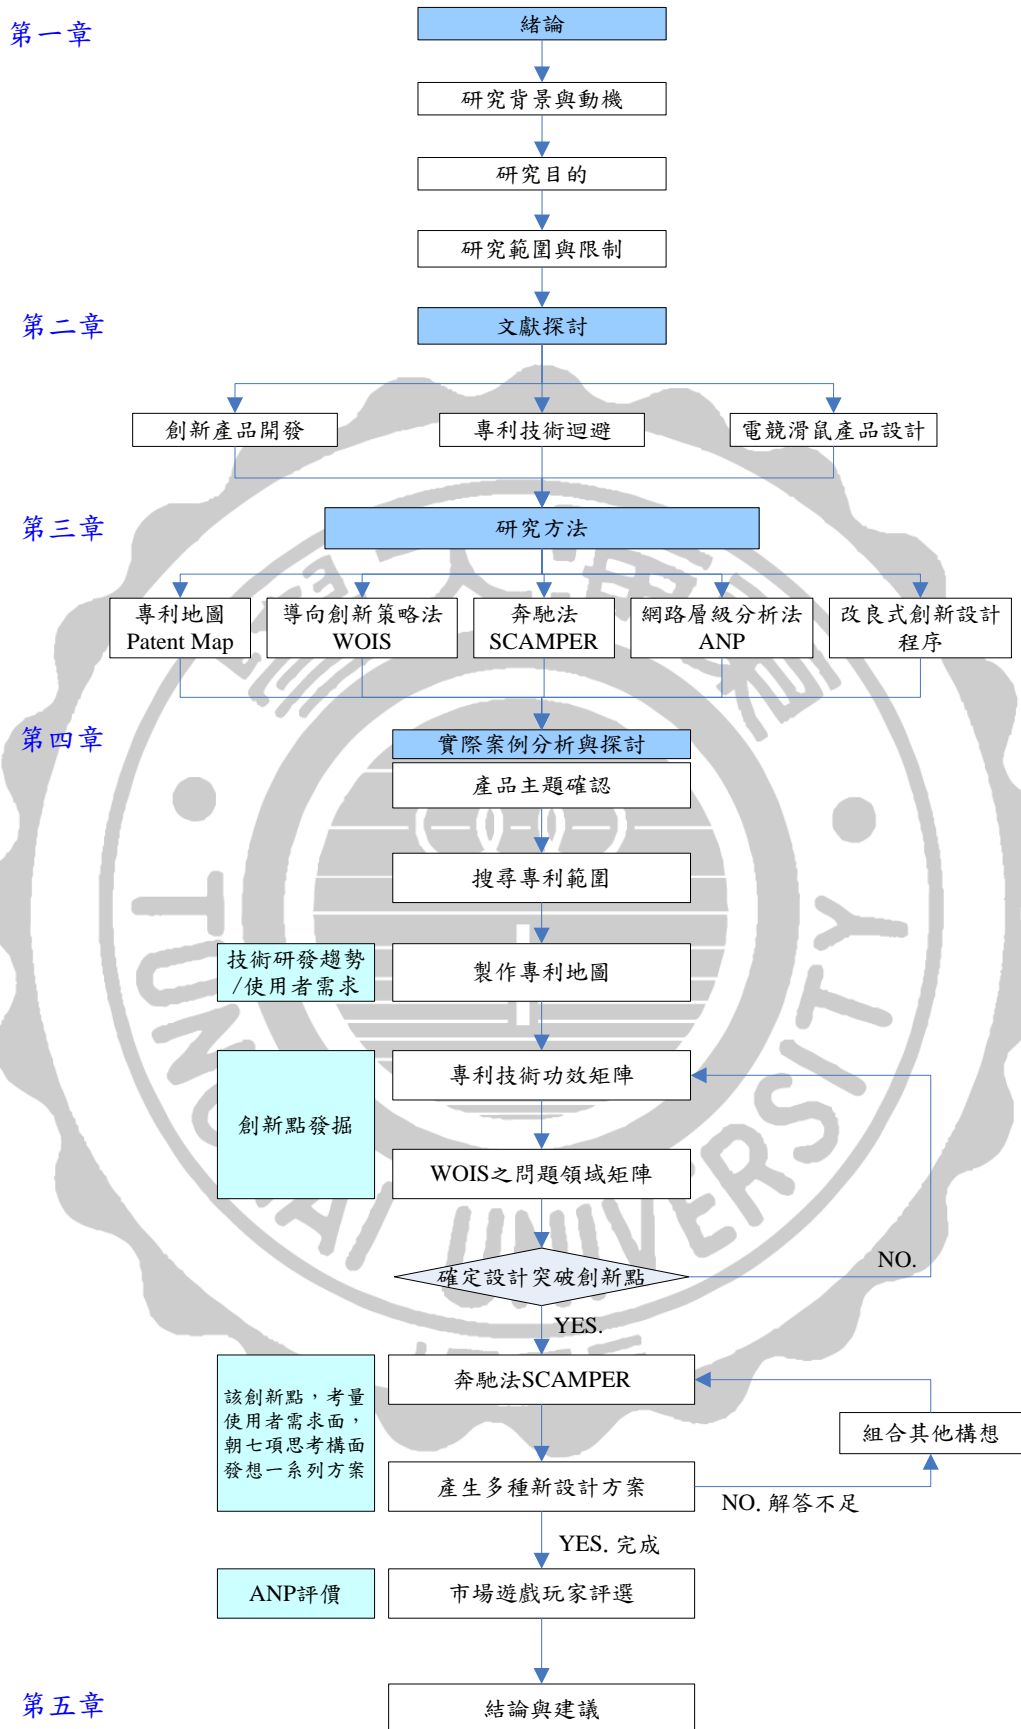 第一章
緒論
研究背景與動機
研究目的
研究範圍與限制
第二章
文獻探討
創新產品開發
專利技術迴避
電競滑鼠產品設計
第三章
研究方法
專利地圖
Patent Map
導向創新策略法
WOIS
奔馳法
SCAMPER
網路層級分析法
ANP
改良式創新設計
程序
第四章
實際案例分析與探討
產品主題確認
搜尋專利範圍
技術研發趨勢
/使用者需求
製作專利地圖
創新點發掘
專利技術功效矩陣
WOIS之問題領域矩陣
確定設計突破創新點
NO.
YES.
該創新點，考量
使用者需求面，
朝七項思考構面
發想一系列方案
奔馳法SCAMPER
組合其他構想
產生多種新設計方案
NO. 解答不足
YES. 完成
ANP評價
市場遊戲玩家評選
第五章
結論與建議
TUNGHAI UNIVERSITY